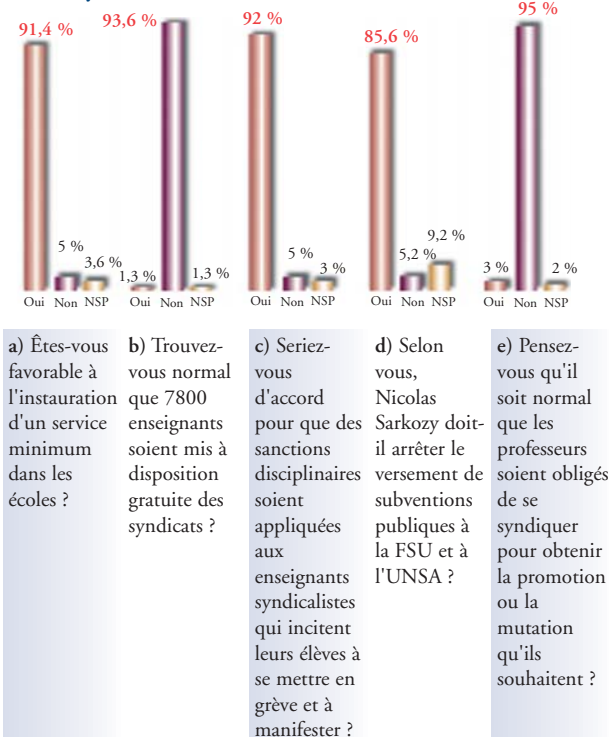 91,4 %
5 %
3,6 %
Oui Non NSP
93,6 %
1,3 %
1,3 %
Oui Non NSP
92 %
5 %
3 %
Oui Non NSP
85,6 %
5,2 %
9,2 %
Oui Non NSP
95 %
3 %
2 %
Oui Non NSP
a) Êtes-vous
favorable à
l'instauration
d'un service
minimum
dans les
écoles ?
b) Trouvez-
vous normal
que 7800
enseignants
soient mis à
disposition
gratuite des
syndicats ?
c) Seriez-
vous
d'accord
pour que des
sanctions
disciplinaires
soient
appliquées
aux
enseignants
syndicalistes
qui incitent
leurs élèves à
se mettre en
grève et à
manifester ?
d) Selon
vous,
Nicolas
Sarkozy doit-
il arrêter le
versement de
subventions
publiques à
la FSU et à
l'UNSA ?
e) Pensez-
vous qu'il
soit normal
que les
professeurs
soient obligés
de se
syndiquer
pour obtenir
la promotion
ou la
mutation
qu'ils
souhaitent ?